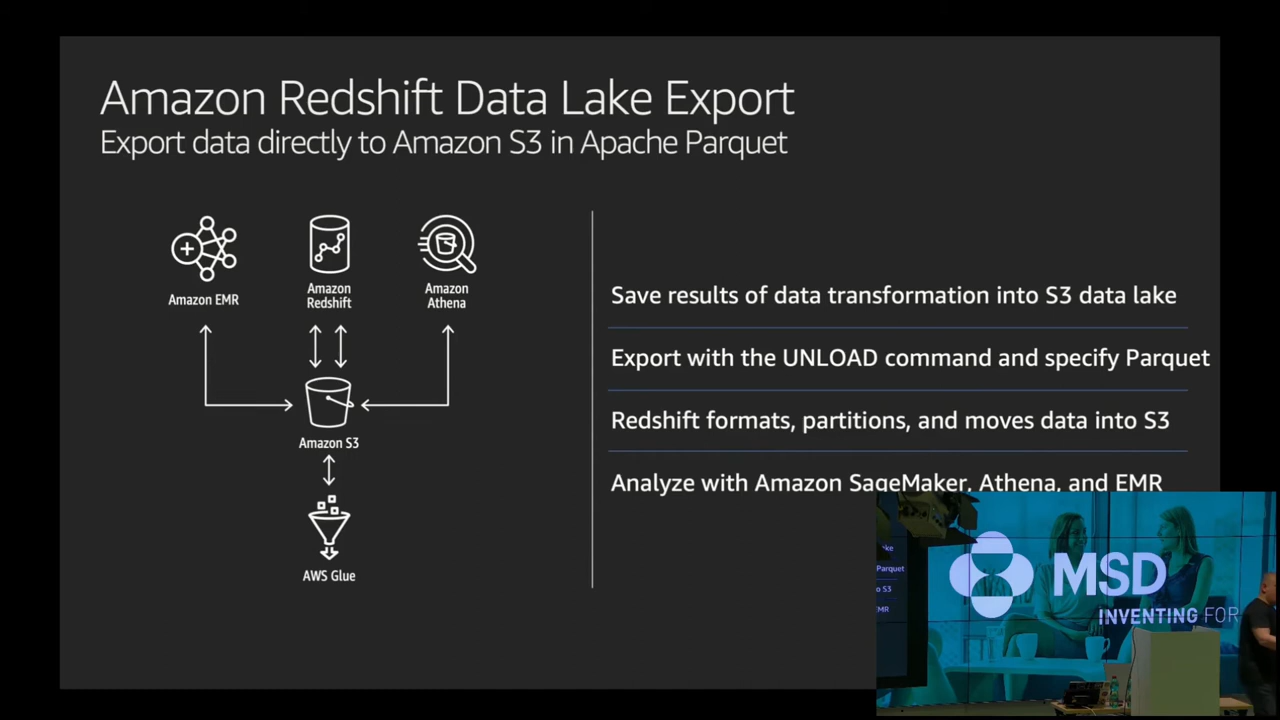 Amazon Redshift Data Lake Export
Export data directly to Amazon S3 in Apache Parquet
Amazon EMR
Amazon
Redshift
Amazon
Athena
Amazon S3
AWS Glue
Save results of data transformation into S3 data lake
Export with the UNLOAD command and specify Parquet
Redshift formats, partitions, and moves data into S3
Analyze with Amazon SageMaker, Athena, and EMR
Parquet
S3
MSD
INVENTING FOR